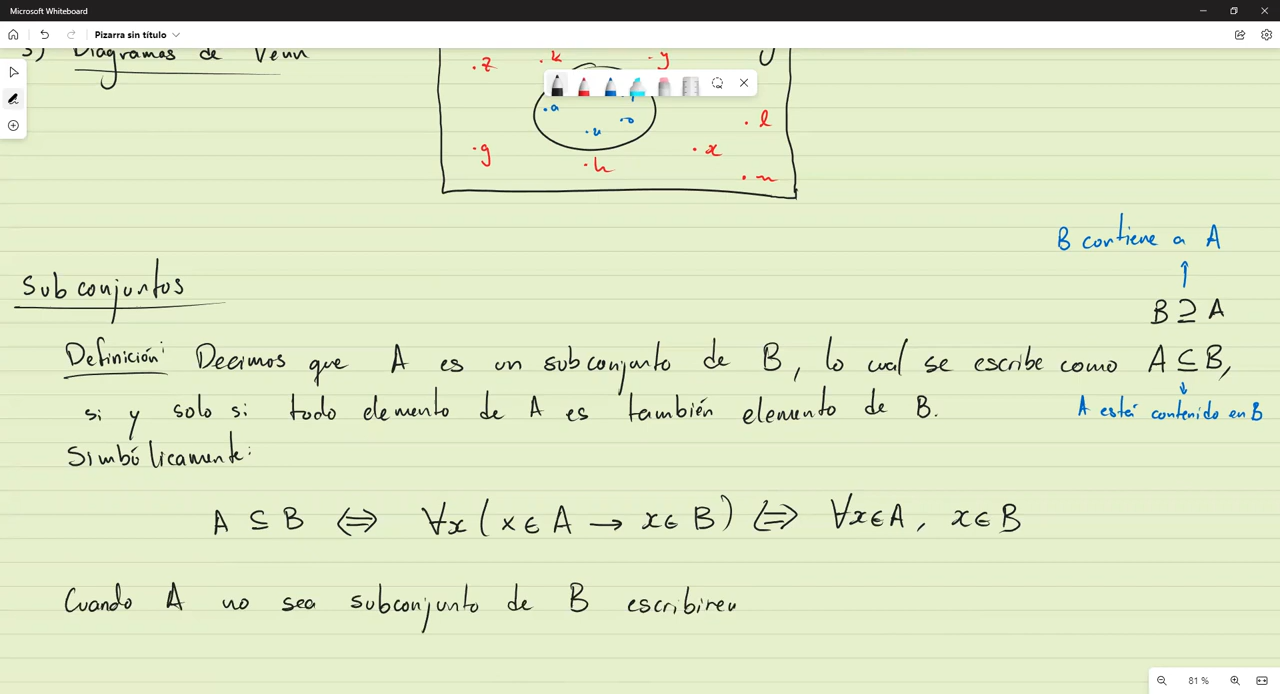 Microsoft Whiteboard
Pizarra sin título
3) Diagramas de Venn
U
.z
.k
.y
.a
.o
.u
.l
.g
.h
.x
.m
B contiene a A
↑
B ⊇ A
Subconjuntos
Definición: Decimos que A es un subconjunto de B, lo cual se escribe como A ⊆ B,
↓
A está contenido en B
si y solo si todo elemento de A es también elemento de B.
Simbólicamente:
A ⊆ B ⟺ ∀x(x ∈ A → x ∈ B) ⟺ ∀x∈A, x∈B
Cuando A no sea subconjunto de B escribirem
81 %